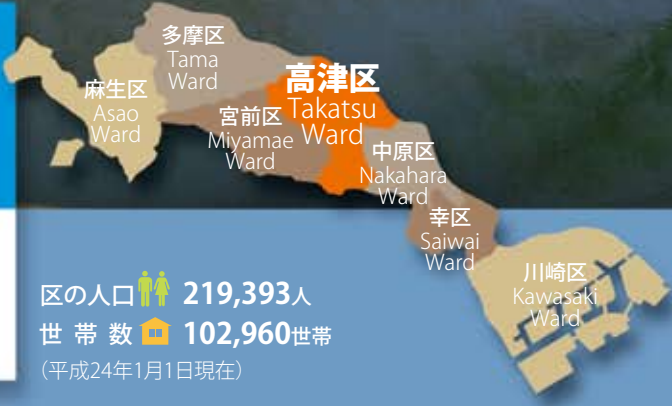 多摩区
Tama
Ward
麻生区
Asao
Ward
高津区
Takatsu
Ward
宮前区
Miyamae
Ward
中原区
Nakahara
Ward
幸区
Saiwai
Ward
川崎区
Kawasaki
Ward
区の人口 219,393人
世帯数 102,960世帯
(平成24年1月1日現在)